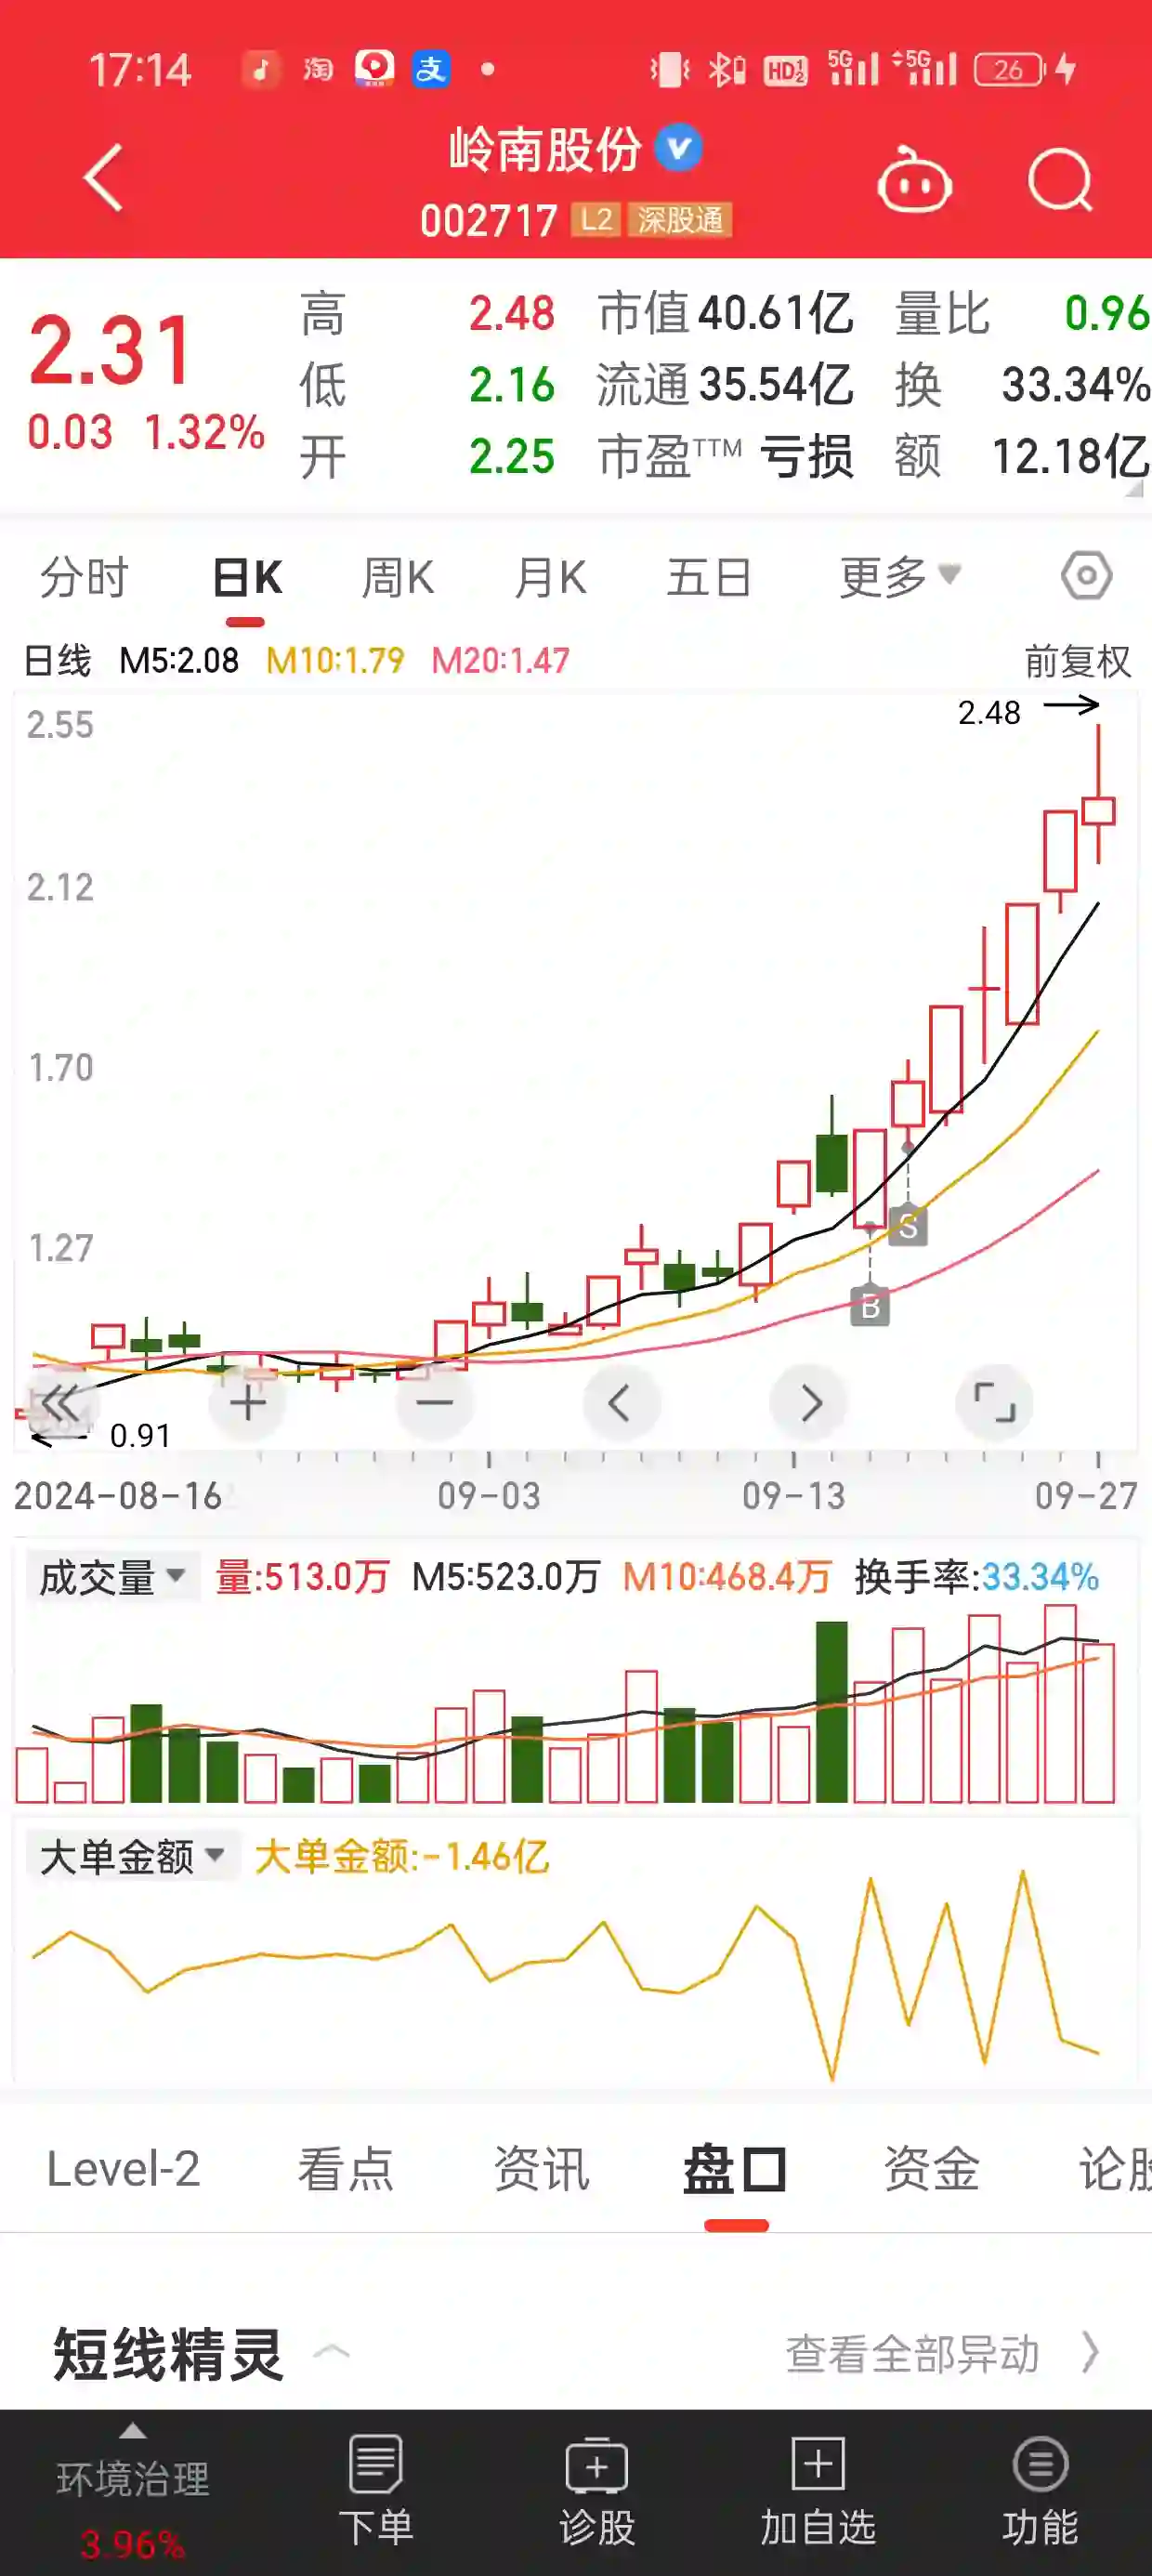 17:14 淘 支 HD 1 2 5G 5G 26
岭南股份
002717 L2 深股通
2.31
0.03 1.32%
高 2.48 市值 40.61亿 量比 0.96
低 2.16 流通 35.54亿 换 33.34%
开 2.25 市盈TTM 亏损 额 12.18亿
分时 日K 周K 月K 五日 更多
日线 M5:2.08 M10:1.79 M20:1.47 前复权
2.48
2.55
2.12
1.70
1.27
S
B
0.91
2024-08-16 09-03 09-13 09-27
成交量 量:513.0万 M5:523.0万 M10:468.4万 换手率:33.34%
大单金额 大单金额:-1.46亿
Level-2 看点 资讯 盘口 资金 论股
短线精灵 查看全部异动
环境治理 下单 诊股 加自选 功能
3.96%